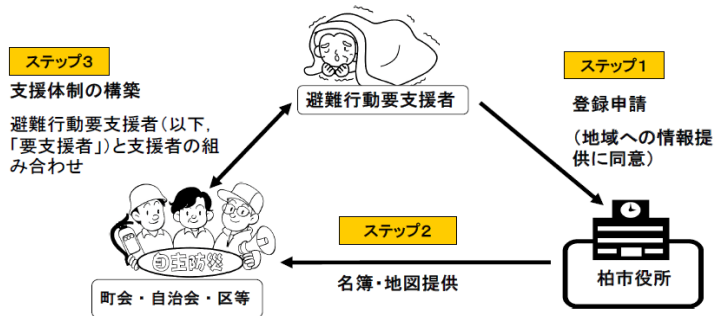 ステップ3
支援体制の構築
避難行動要支援者(以下,
「要支援者」)と支援者の組
み合わせ
避難行動要支援者
ステップ1
登録申請
(地域への情報提
供に同意)
ステップ2
名簿・地図提供
自主防災
町会・自治会・区等
柏市役所